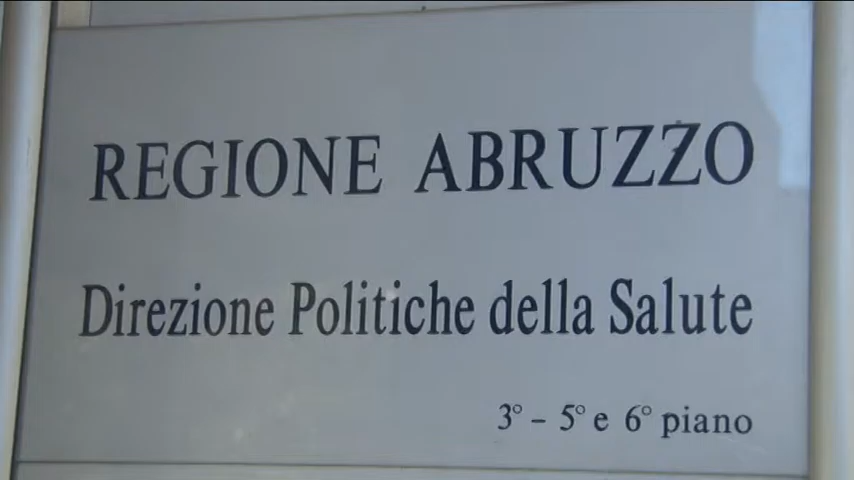 REGIONE ABRUZZO
Direzione Politiche della Salute
3° - 5° e 6° piano